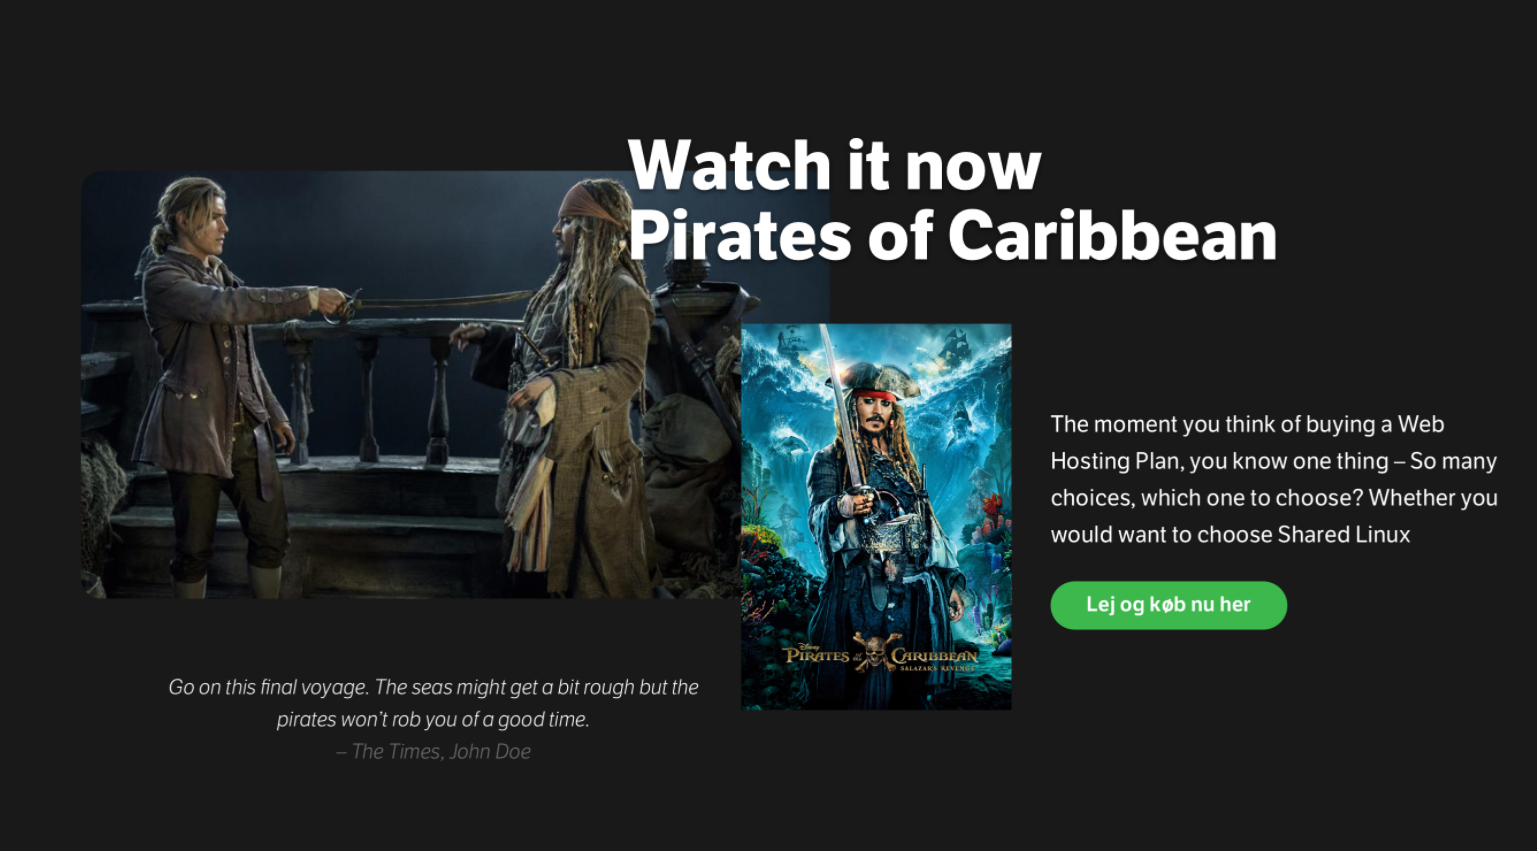 Watch it now
Pirates of Caribbean
The moment you think of buying a Web
Hosting Plan, you know one thing – So many
choices, which one to choose? Whether you
would want to choose Shared Linux
Lej og køb nu her
Disney
PIRATES OF THE CARIBBEAN
SALAZAR'S REVENGE
Go on this final voyage. The seas might get a bit rough but the
pirates won't rob you of a good time.
– The Times, John Doe